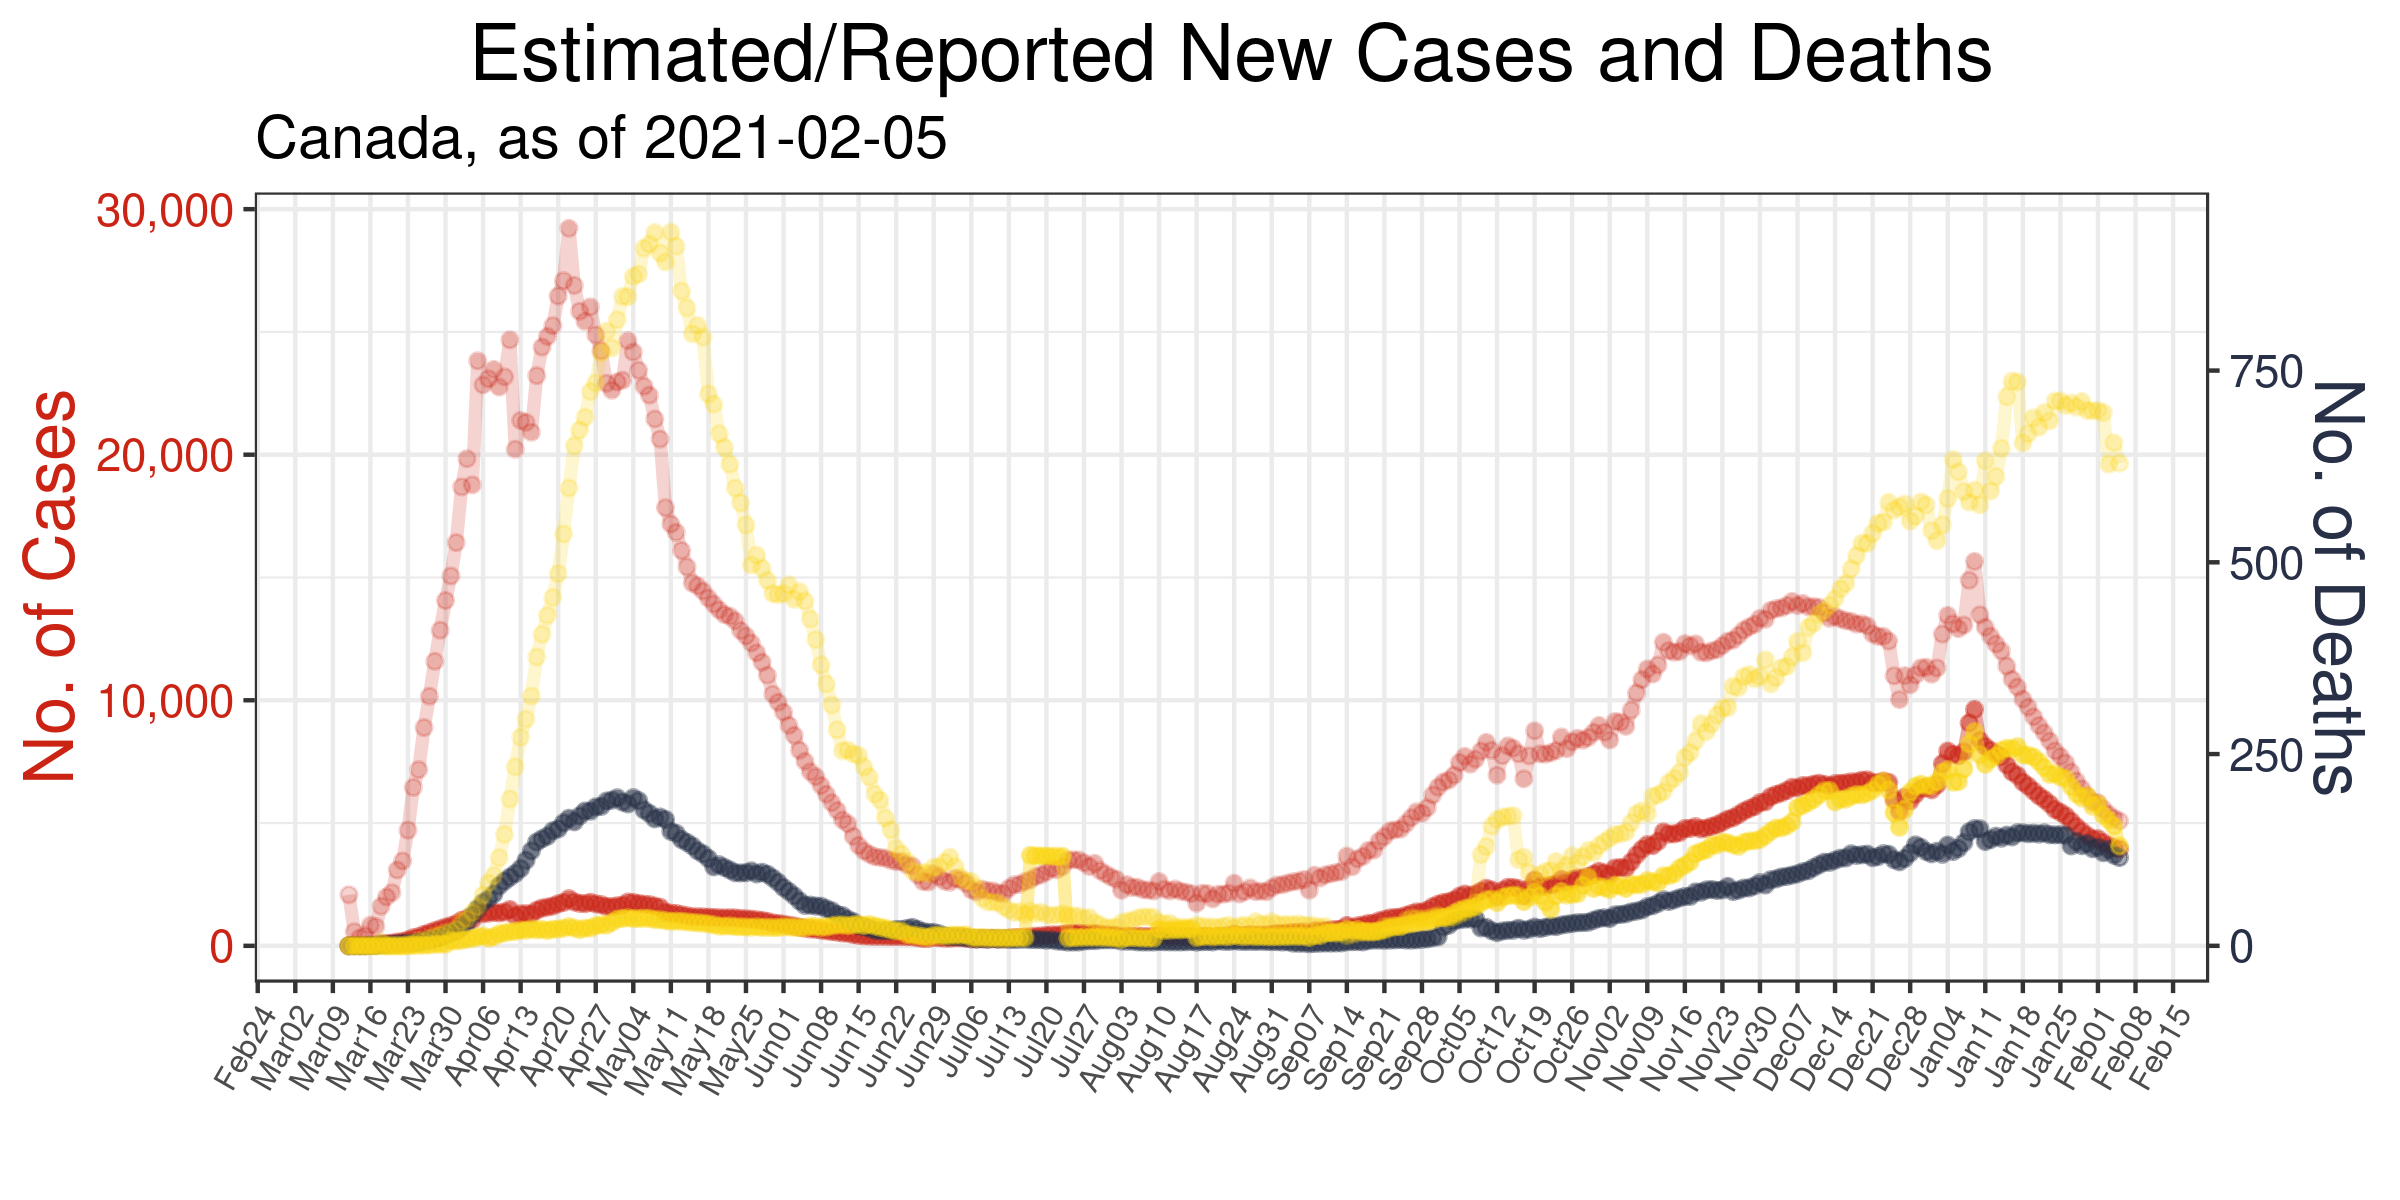 Estimated/Reported New Cases and Deaths
Canada, as of 2021-02-05
No. of Cases
30,000
20,000
10,000
0
No. of Deaths
750
500
250
0
Feb24
Mar02
Mar09
Mar16
Mar23
Mar30
Apr06
Apr13
Apr20
Apr27
May04
May11
May18
May25
Jun01
Jun08
Jun15
Jun22
Jun29
Jul06
Jul13
Jul20
Jul27
Aug03
Aug10
Aug17
Aug24
Aug31
Sep07
Sep14
Sep21
Sep28
Oct05
Oct12
Oct19
Oct26
Nov02
Nov09
Nov16
Nov23
Nov30
Dec07
Dec14
Dec21
Dec28
Jan04
Jan11
Jan18
Jan25
Feb01
Feb08
Feb15